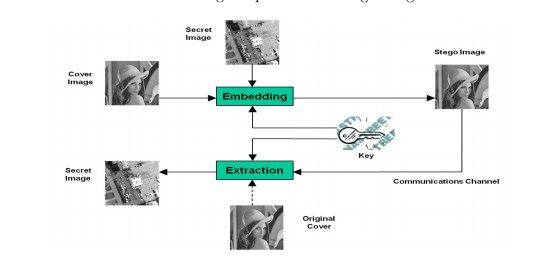 Secret
Image
Stego Image
Cover
Image
Embedding
Key
Extraction
Secret
Image
Communications Channel
Original
Cover